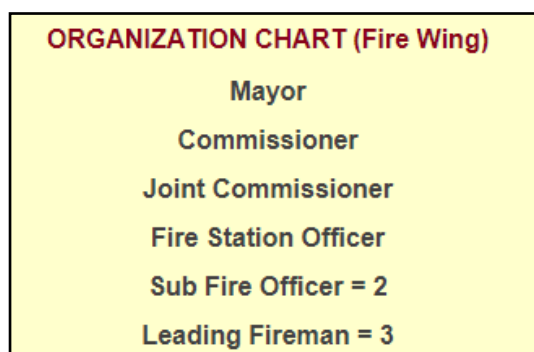 ORGANIZATION CHART (Fire Wing)
Mayor
Commissioner
Joint Commissioner
Fire Station Officer
Sub Fire Officer = 2
Leading Fireman = 3